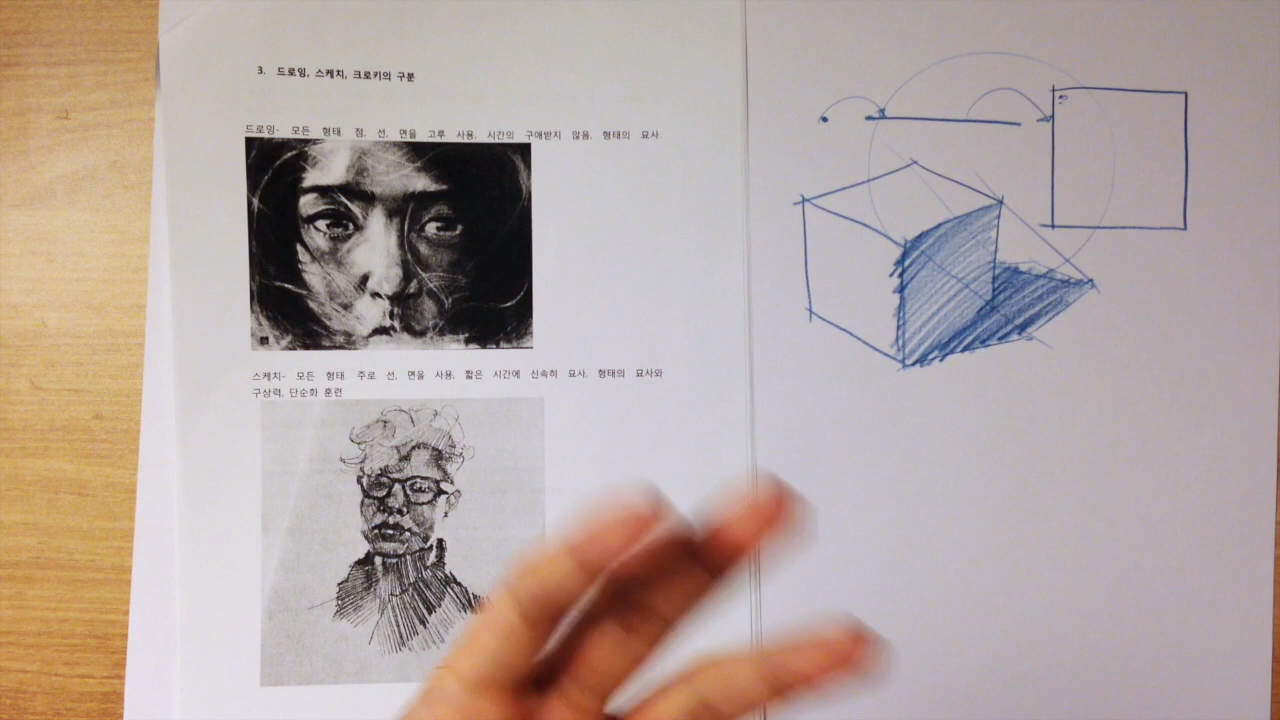 3. 드로잉, 스케치, 크로키의 구분
드로잉- 모든 형태 점, 선, 면을 고루 사용, 시간의 구애받지 않음, 형태의 묘사.
스케치- 모든 형태 주로 선, 면을 사용, 짧은 시간에 신속히 묘사, 형태의 묘사와
구상력, 단순화 훈련